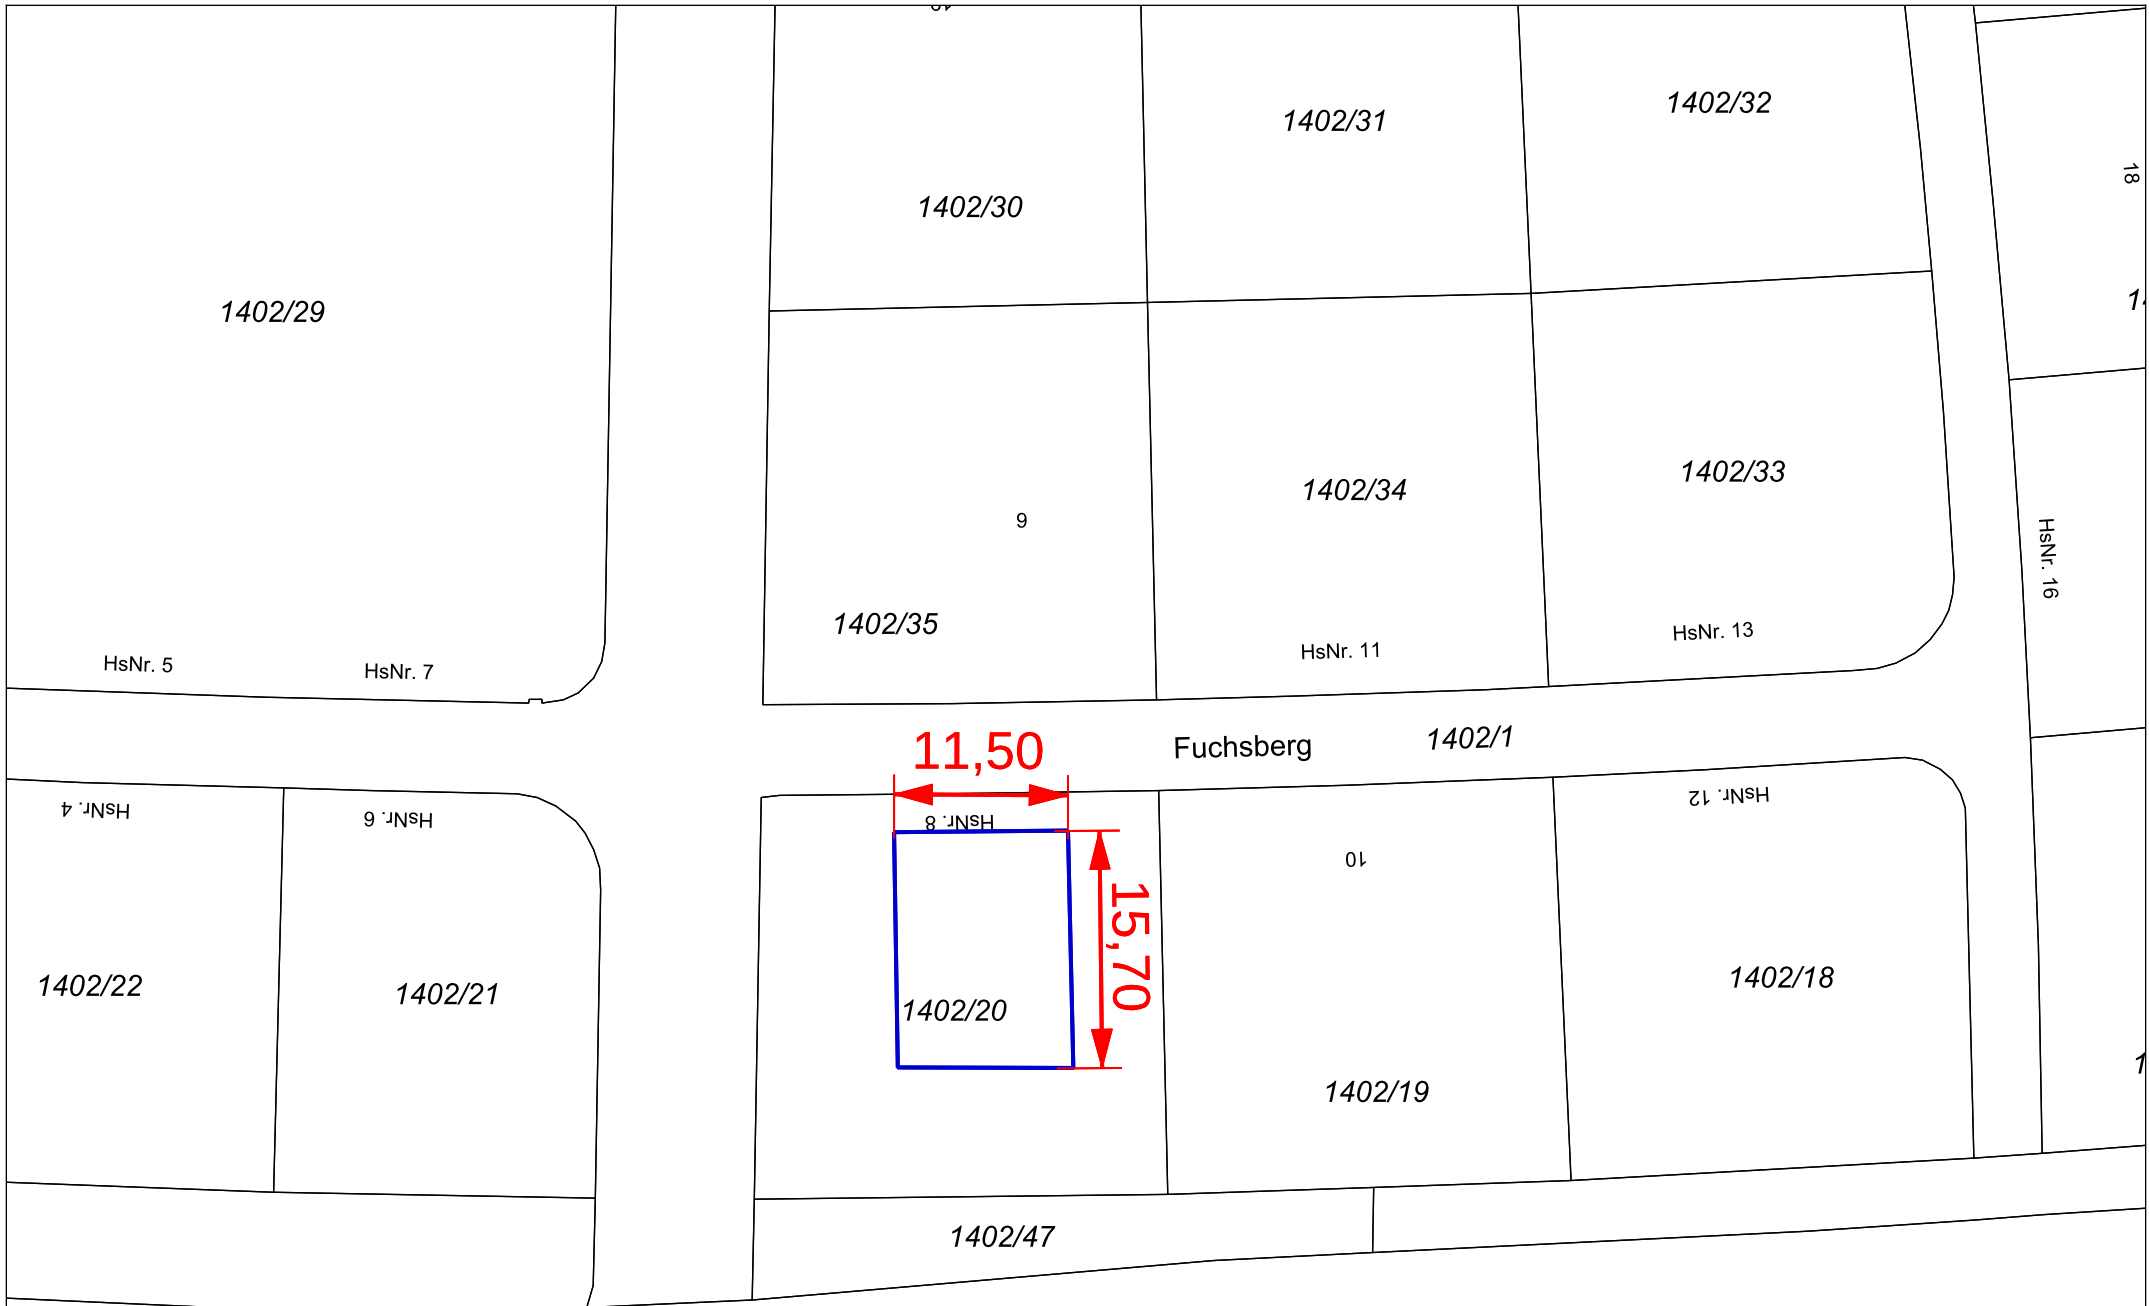 1402/32
1402/31
18
1402/30
1402/29
1402/33
1402/34
9
HsNr. 16
1402/35
HsNr. 13
HsNr. 11
HsNr. 5
HsNr. 7
1402/1
Fuchsberg
11,50
HsNr. 12
HsNr. 4
HsNr. 6
HsNr. 8
10
15,70
1402/18
1402/22
1402/21
1402/20
1402/19
1402/47